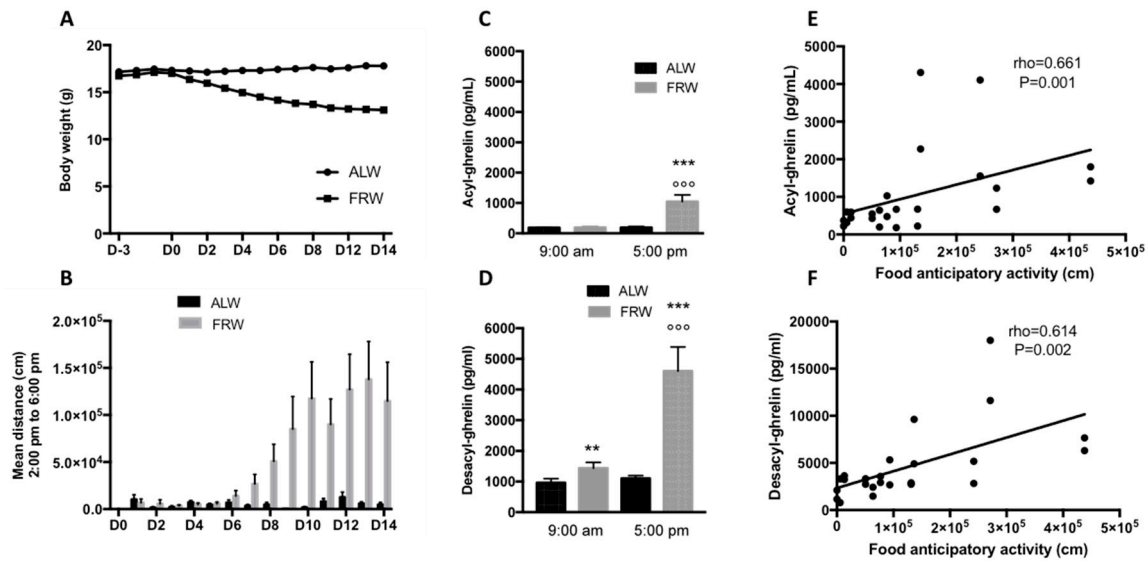 A
20
15
10
5
0
Body weight (g)
ALW
FRW
D-3 D0 D2 D4 D6 D8 D12 D14
B
ALW
FRW
2.0×10⁵
1.5×10⁵
1.0×10⁵
5.0×10⁴
0
Mean distance (cm)
2:00 pm to 6:00 pm
D0 D2 D4 D6 D8 D10 D12 D14
C
6000
5000
4000
3000
2000
1000
0
Acyl-ghrelin (pg/mL)
ALW
FRW
***
°°°
9:00 am 5:00 pm
D
ALW
FRW
6000
5000
4000
3000
2000
1000
0
Desacyl-ghrelin (pg/ml)
**
***
°°°
9:00 am 5:00 pm
E
5000
4000
3000
2000
1000
0
Acyl-ghrelin (pg/mL)
rho=0.661
P=0.001
0 1×10⁵ 2×10⁵ 3×10⁵ 4×10⁵ 5×10⁵
Food anticipatory activity (cm)
F
20000
15000
10000
5000
0
Desacyl-ghrelin (pg/ml)
rho=0.614
P=0.002
0 1×10⁵ 2×10⁵ 3×10⁵ 4×10⁵ 5×10⁵
Food anticipatory activity (cm)